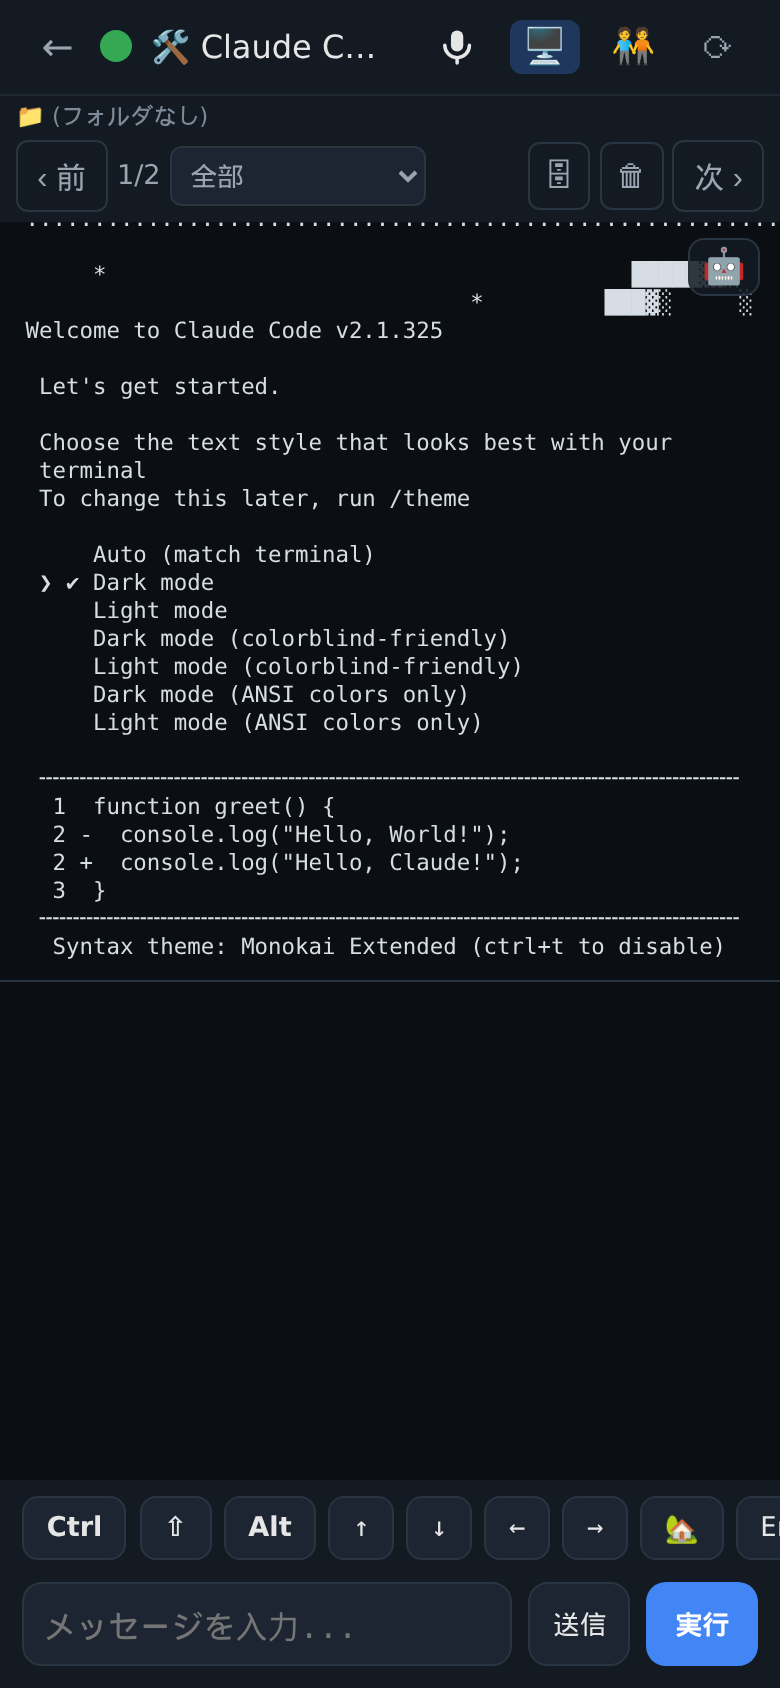 ← Claude C...
(フォルダなし)
‹ 前 1/2 全部 次 ›
*
*
Welcome to Claude Code v2.1.325
Let's get started.
Choose the text style that looks best with your
terminal
To change this later, run /theme
Auto (match terminal)
❯ ✔ Dark mode
Light mode
Dark mode (colorblind-friendly)
Light mode (colorblind-friendly)
Dark mode (ANSI colors only)
Light mode (ANSI colors only)
1 function greet() {
2 - console.log("Hello, World!");
2 + console.log("Hello, Claude!");
3 }
Syntax theme: Monokai Extended (ctrl+t to disable)
Ctrl ⇧ Alt ↑ ↓ ← →
メッセージを入力... 送信 実行